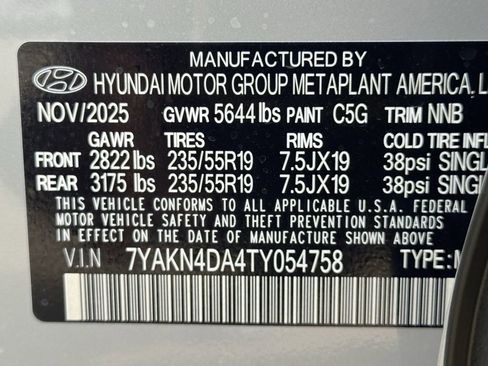 MANUFACTURED BY
HYUNDAI MOTOR GROUP METAPLANT AMERICA, L
NOV/2025 GVWR 5644 lbs PAINT C5G TRIM NNB
GAWR TIRES RIMS COLD TIRE INFL
FRONT 2822 lbs 235/55R19 7.5JX19 38psi SINGL
REAR 3175 lbs 235/55R19 7.5JX19 38psi SINGL
THIS VEHICLE CONFORMS TO ALL APPLICABLE U.S.A. FEDERAL
MOTOR VEHICLE SAFETY AND THEFT PREVENTION STANDARDS
IN EFFECT ON THE DATE OF MANUFACTURE SHOWN ABOVE.
V.I.N 7YAKN4DA4TY054758 TYPE:M